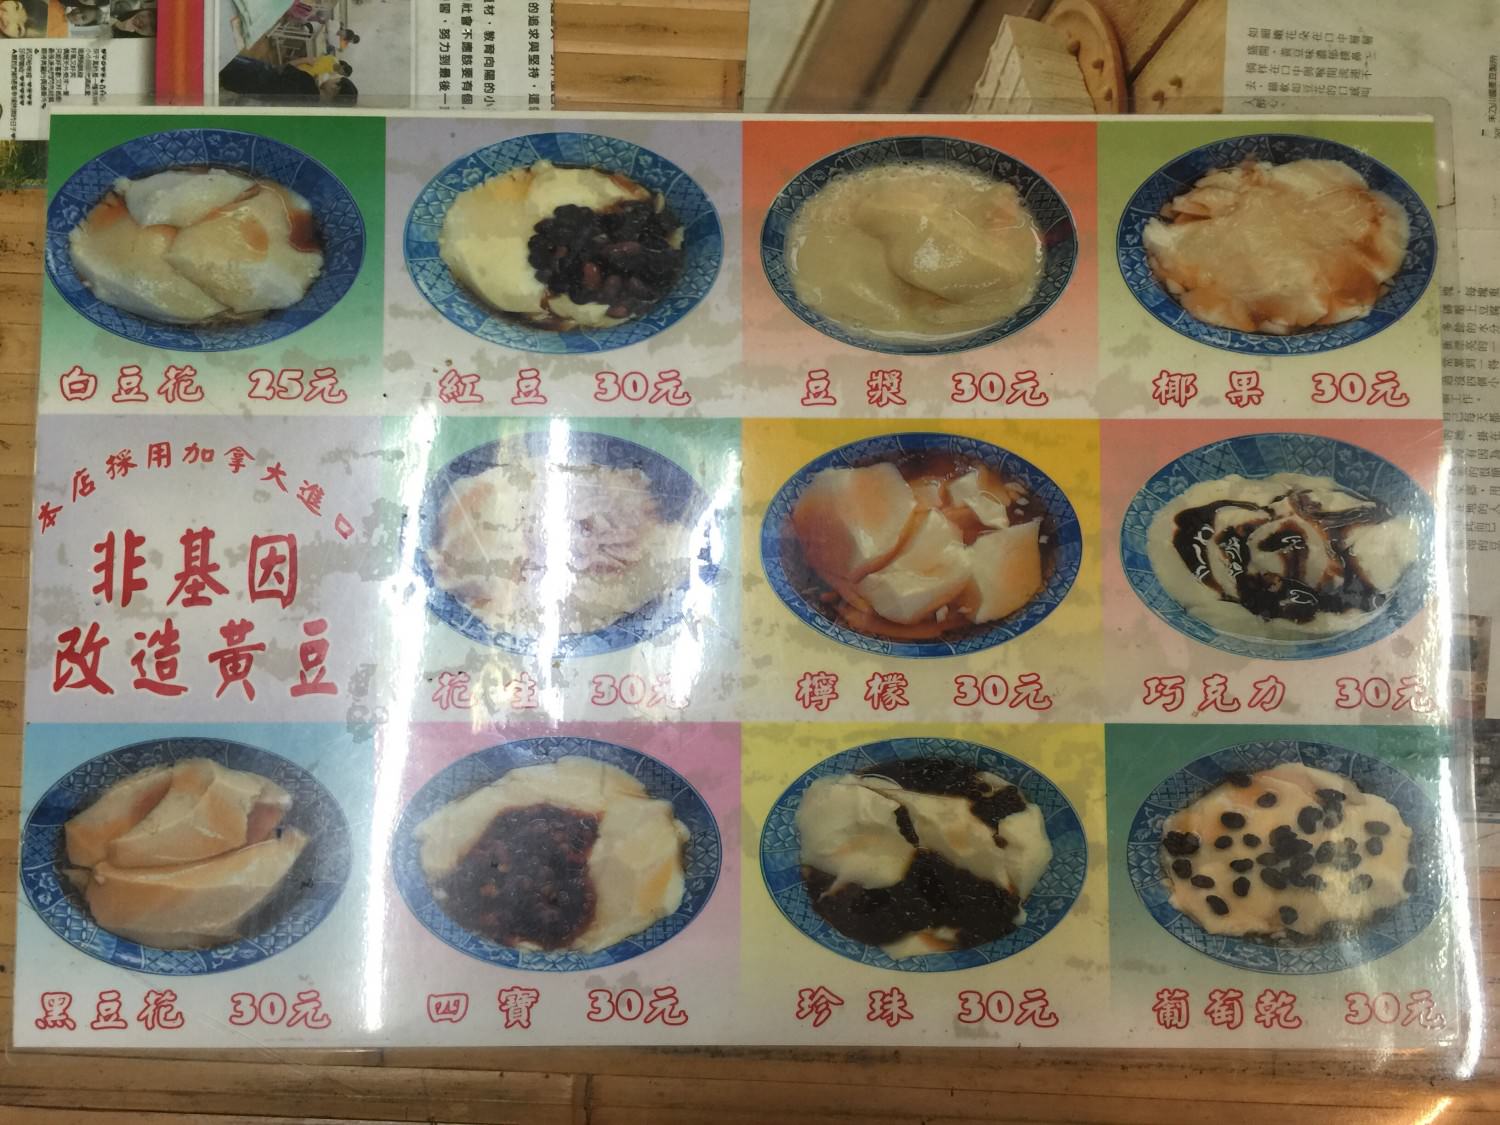 白豆花 25元
紅豆 30元
豆漿 30元
椰果 30元
本店採用加拿大進口
非基因
改造黃豆
花生 30元
檸檬 30元
巧克力 30元
黑豆花 30元
四寶 30元
珍珠 30元
葡萄乾 30元